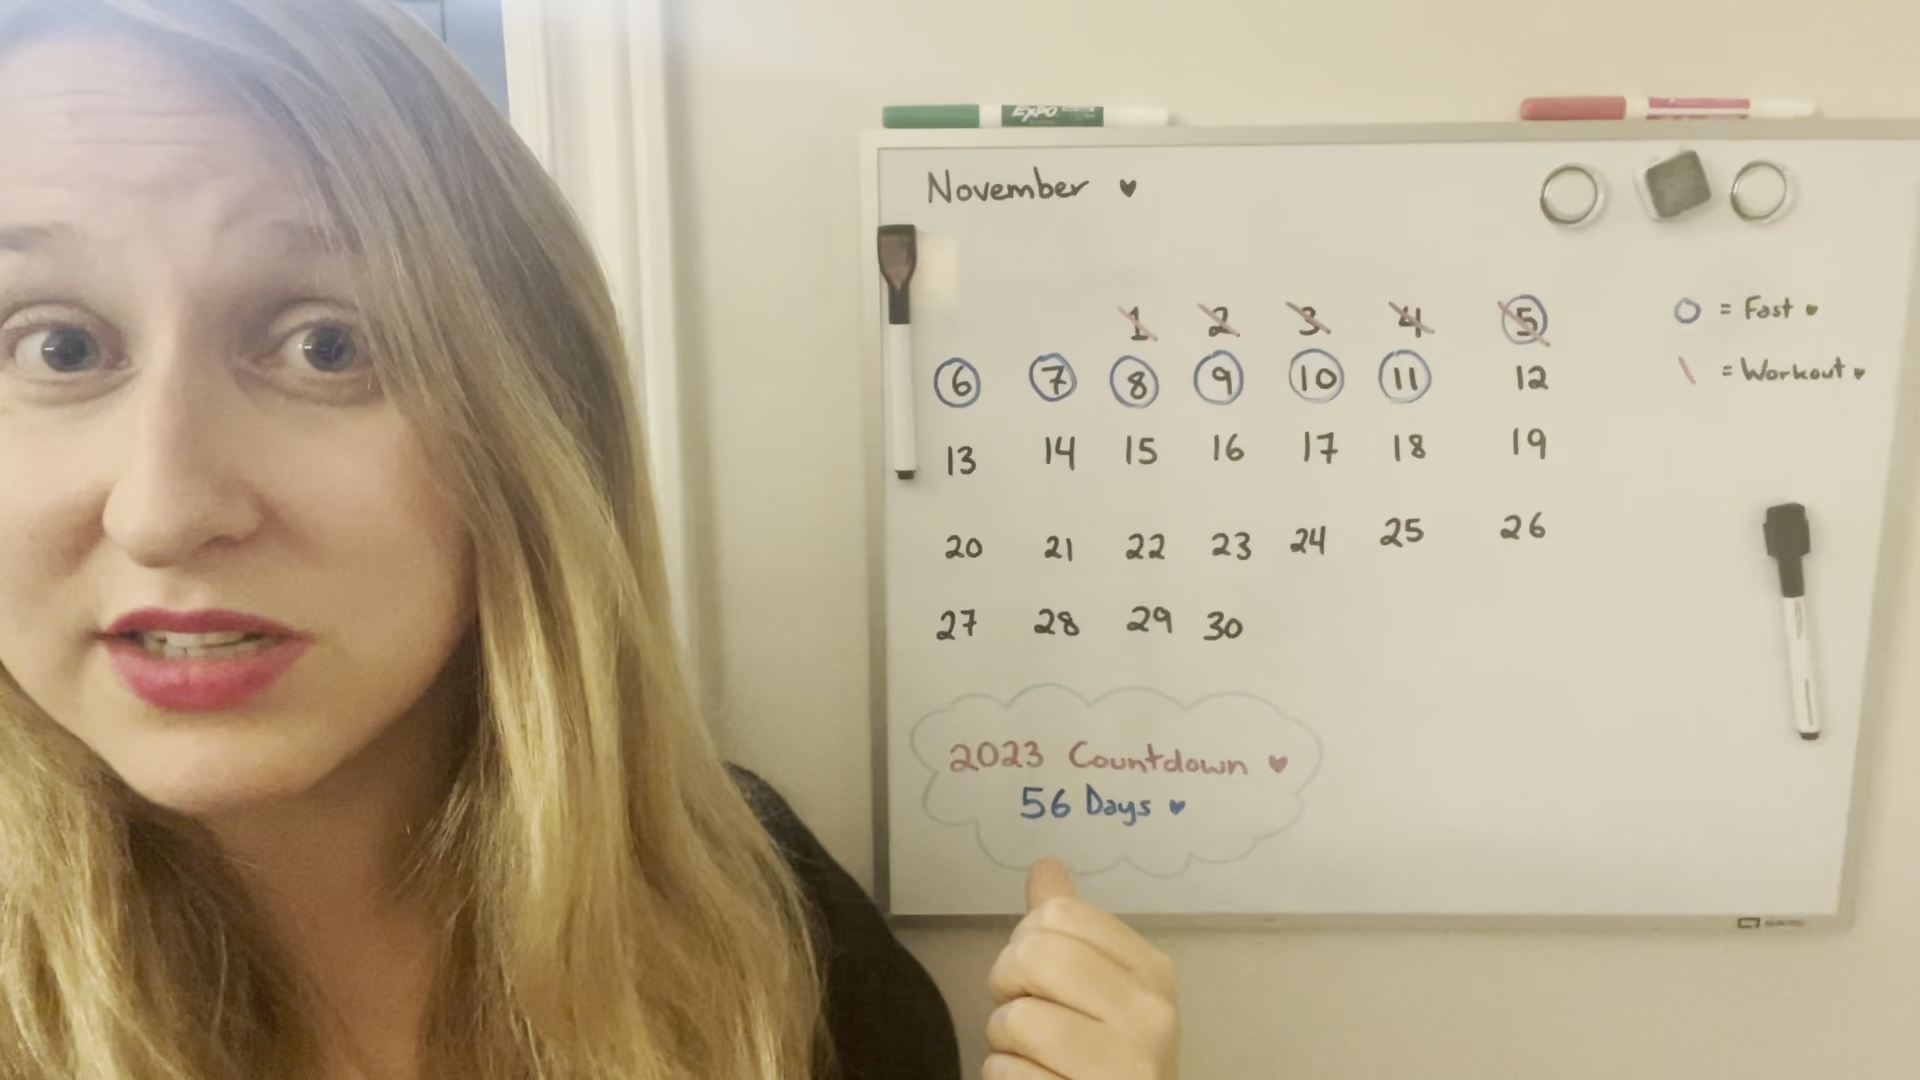 EXPO
November ♥
1 2 3 4 5
6 7 8 9 10 11 12
13 14 15 16 17 18 19
20 21 22 23 24 25 26
27 28 29 30
○ = Fast ♥
\ = Workout ♥
2023 Countdown ♥
56 Days ♥